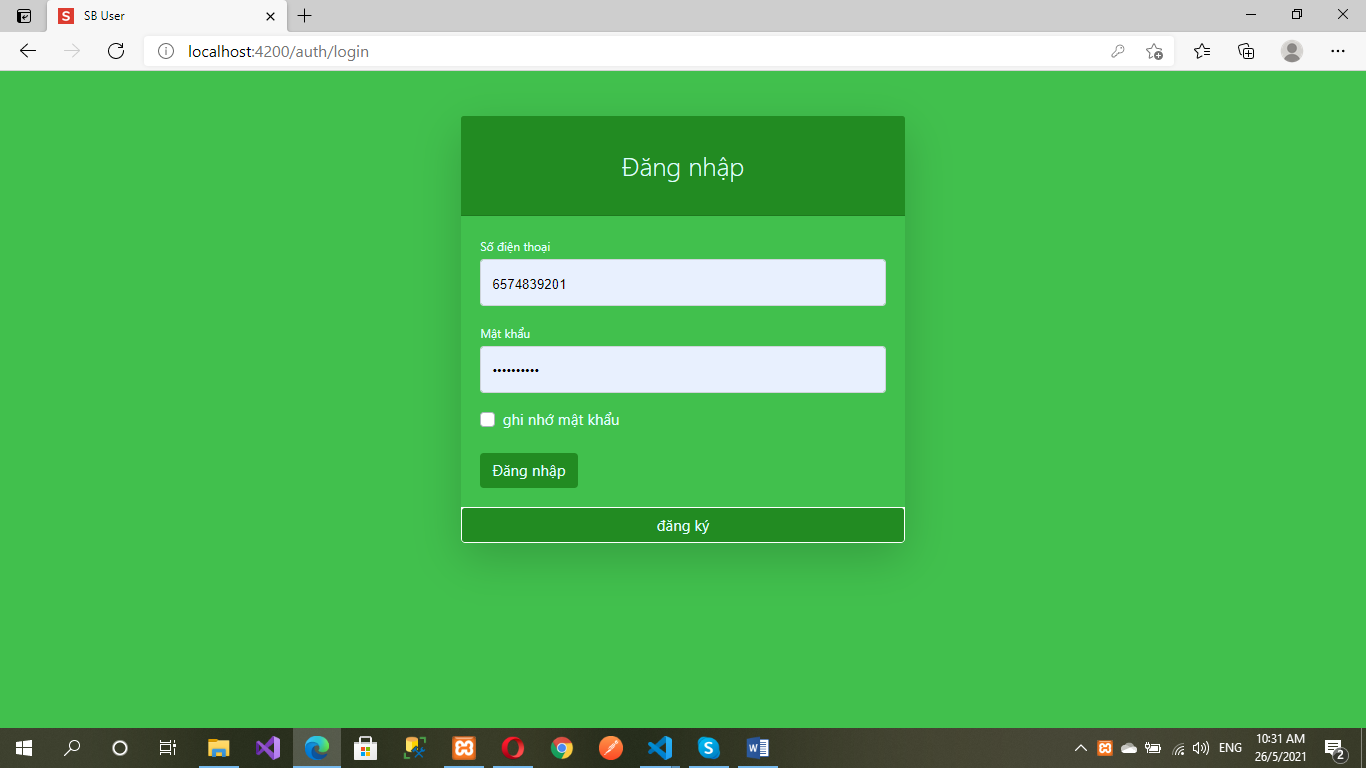 SB User
localhost:4200/auth/login
Đăng nhập
Số điện thoại
6574839201
Mật khẩu
••••••••••
ghi nhớ mật khẩu
Đăng nhập
đăng ký
ENG
10:31 AM
26/5/2021
2